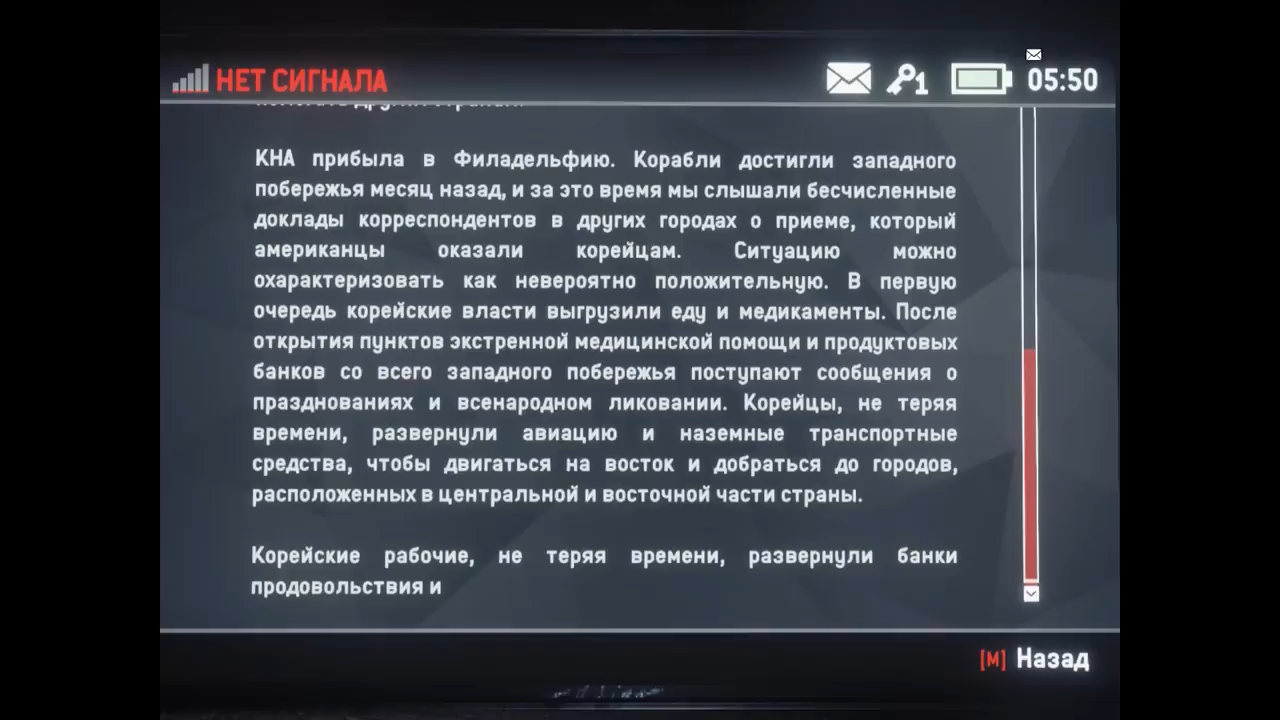 НЕТ СИГНАЛА
1
05:50
КНА прибыла в Филадельфию. Корабли достигли западного
побережья месяц назад, и за это время мы слышали бесчисленные
доклады корреспондентов в других городах о приеме, который
американцы оказали корейцам. Ситуацию можно
охарактеризовать как невероятно положительную. В первую
очередь корейские власти выгрузили еду и медикаменты. После
открытия пунктов экстренной медицинской помощи и продуктовых
банков со всего западного побережья поступают сообщения о
празднованиях и всенародном ликовании. Корейцы, не теряя
времени, развернули авиацию и наземные транспортные
средства, чтобы двигаться на восток и добраться до городов,
расположенных в центральной и восточной части страны.
Корейские рабочие, не теряя времени, развернули банки
продовольствия и
[M] Назад